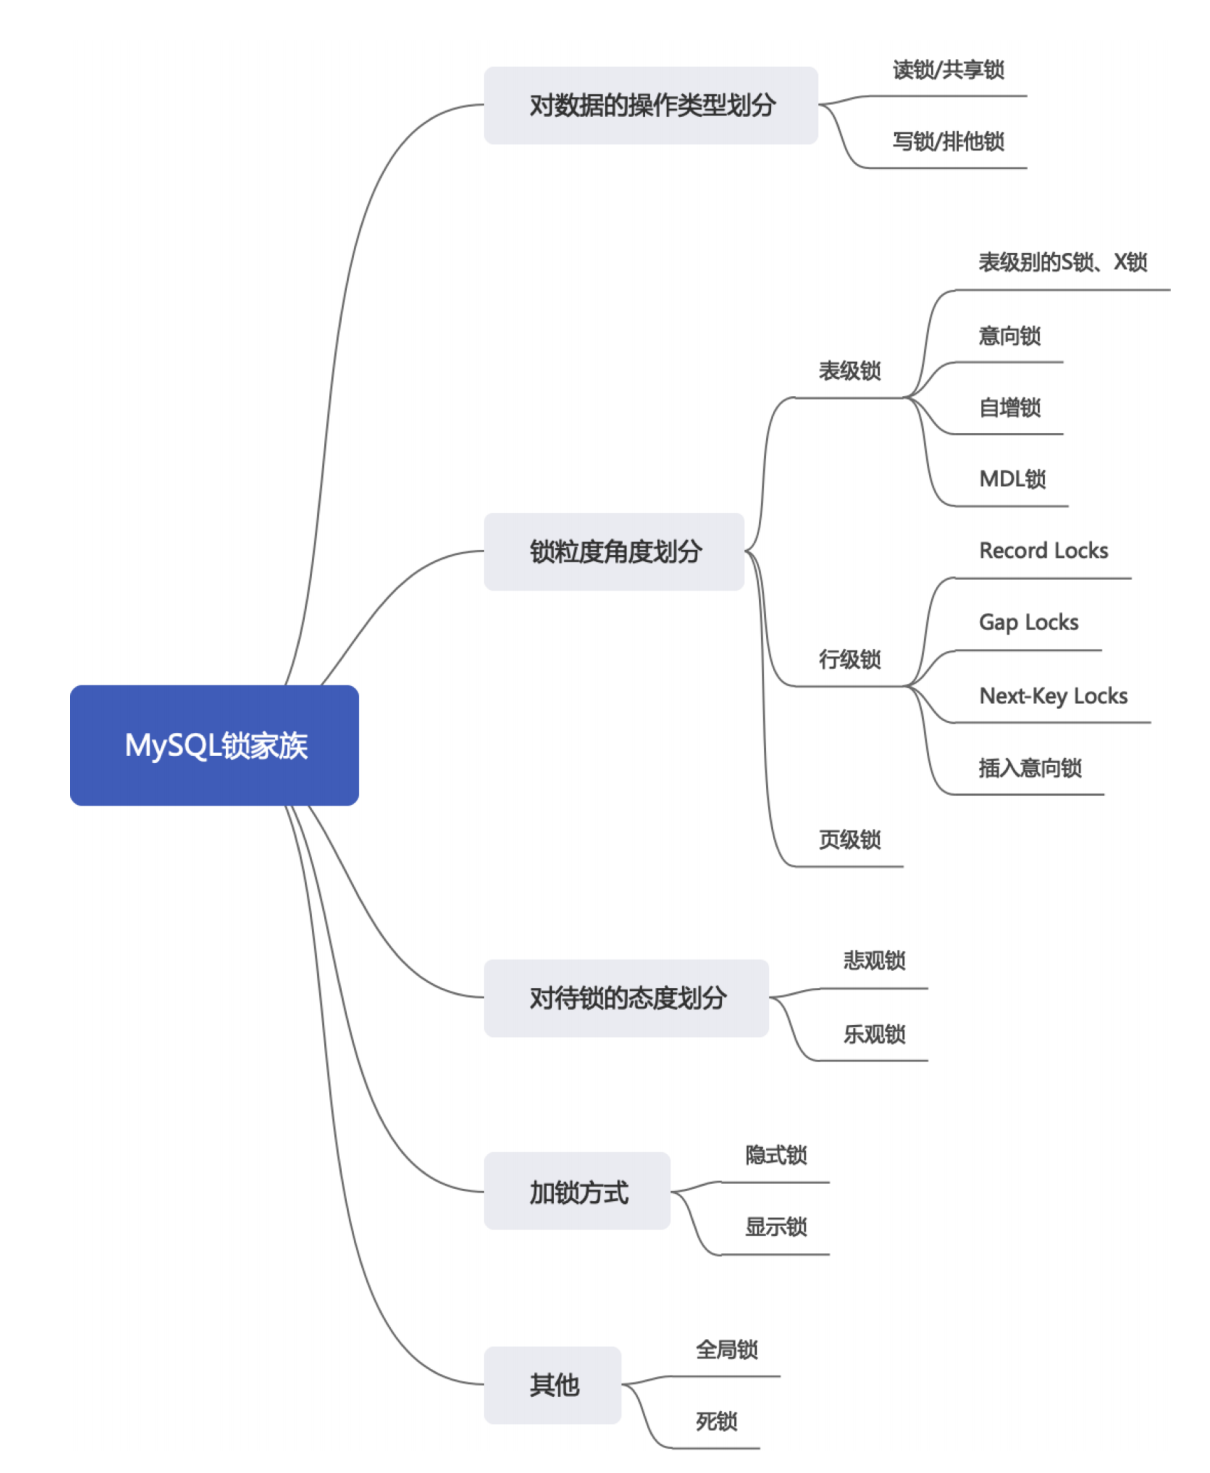 MySQL锁家族
对数据的操作类型划分
读锁/共享锁
写锁/排他锁
锁粒度角度划分
表级锁
表级别的S锁、X锁
意向锁
自增锁
MDL锁
行级锁
Record Locks
Gap Locks
Next-Key Locks
插入意向锁
页级锁
对待锁的态度划分
悲观锁
乐观锁
加锁方式
隐式锁
显示锁
其他
全局锁
死锁